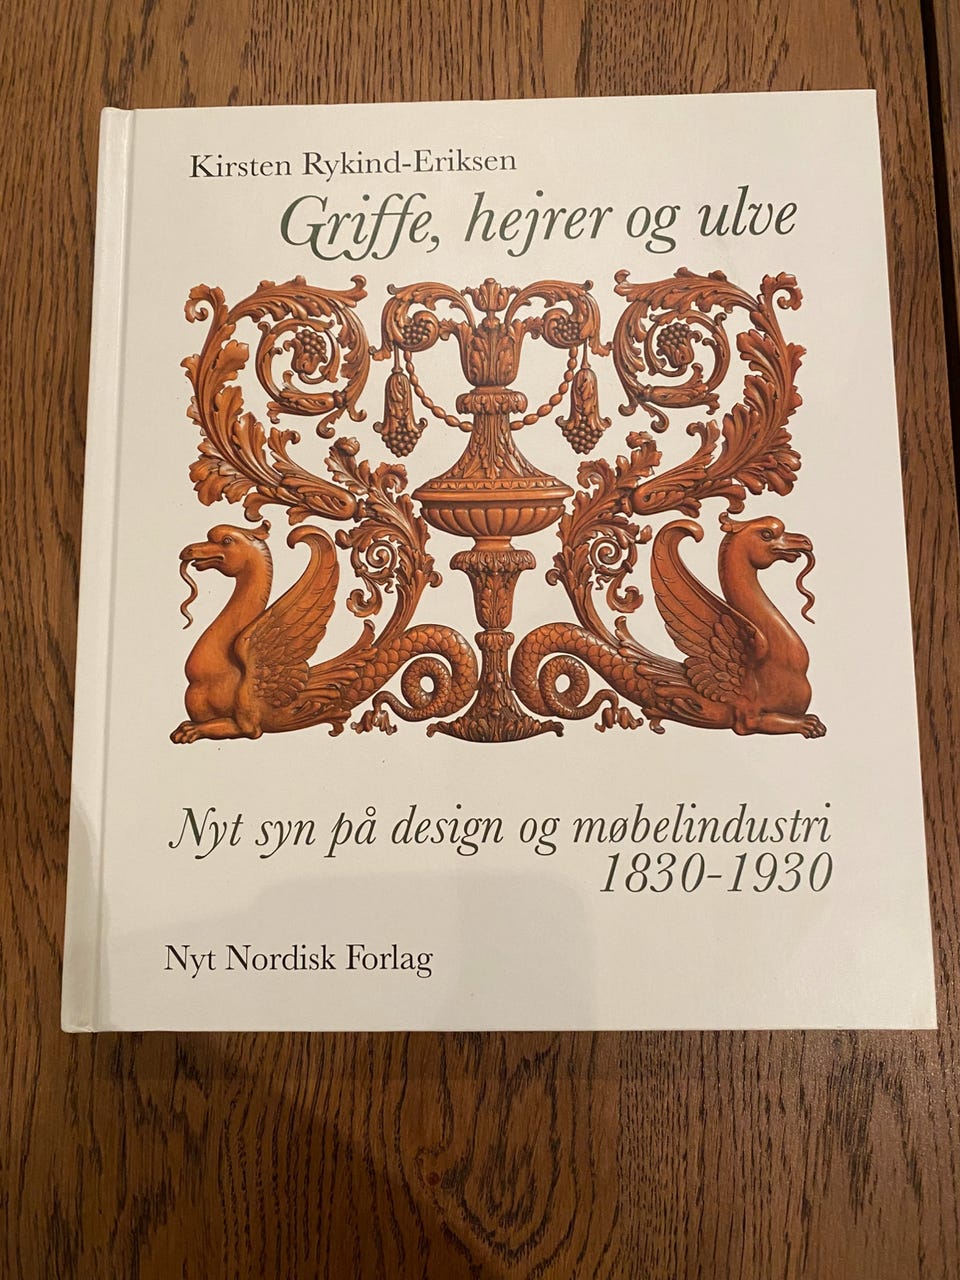 Kirsten Rykind-Eriksen
Griffe, hejrer og ulve
Nyt syn på design og møbelindustri
1830-1930
Nyt Nordisk Forlag